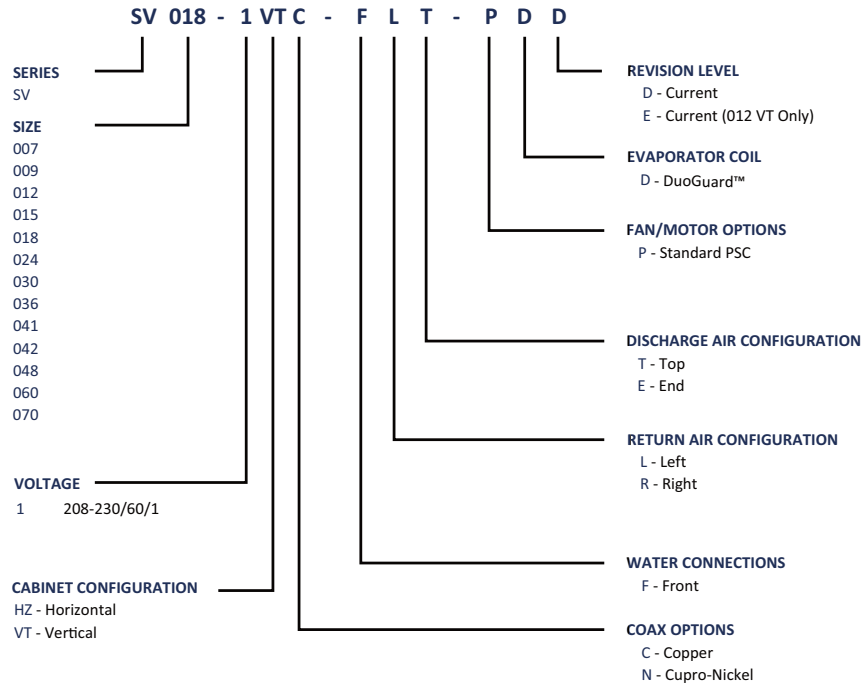 SV 018 - 1 VT C - F L T - P D D
SERIES
SV
SIZE
007
009
012
015
018
024
030
036
041
042
048
060
070
VOLTAGE
1 208-230/60/1
CABINET CONFIGURATION
HZ - Horizontal
VT - Vertical
REVISION LEVEL
D - Current
E - Current (012 VT Only)
EVAPORATOR COIL
D - DuoGuard™
FAN/MOTOR OPTIONS
P - Standard PSC
DISCHARGE AIR CONFIGURATION
T - Top
E - End
RETURN AIR CONFIGURATION
L - Left
R - Right
WATER CONNECTIONS
F - Front
COAX OPTIONS
C - Copper
N - Cupro-Nickel